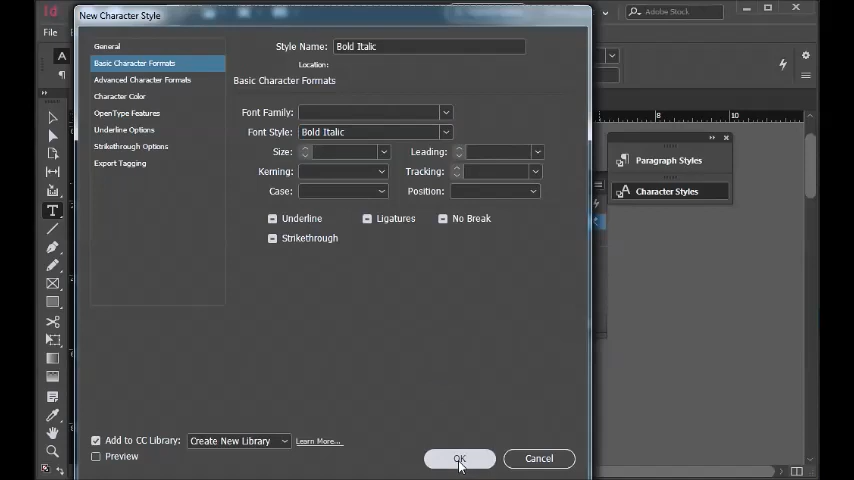 New Character Style
Id
File
Adobe Stock
General
Basic Character Formats
Advanced Character Formats
Character Color
OpenType Features
Underline Options
Strikethrough Options
Export Tagging
Style Name: Bold Italic
Location:
Basic Character Formats
Font Family:
Font Style: Bold Italic
Size: Leading:
Kerning: Tracking:
Case: Position:
Underline Ligatures No Break
Strikethrough
Add to CC Library: Create New Library Learn More...
Preview
OK Cancel
8 10
Paragraph Styles
Character Styles